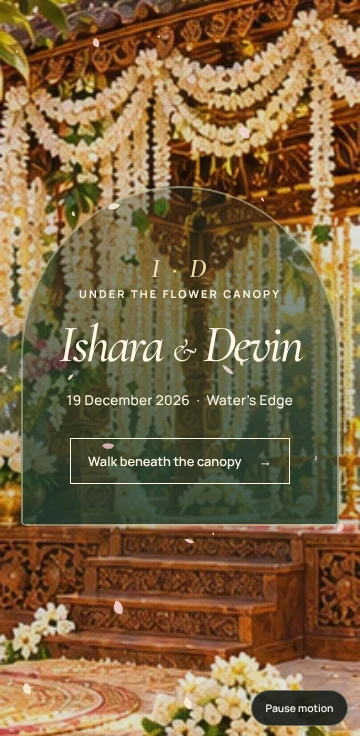 I · D
UNDER THE FLOWER CANOPY
Ishara & Devin
19 December 2026 · Water's Edge
Walk beneath the canopy →
Pause motion